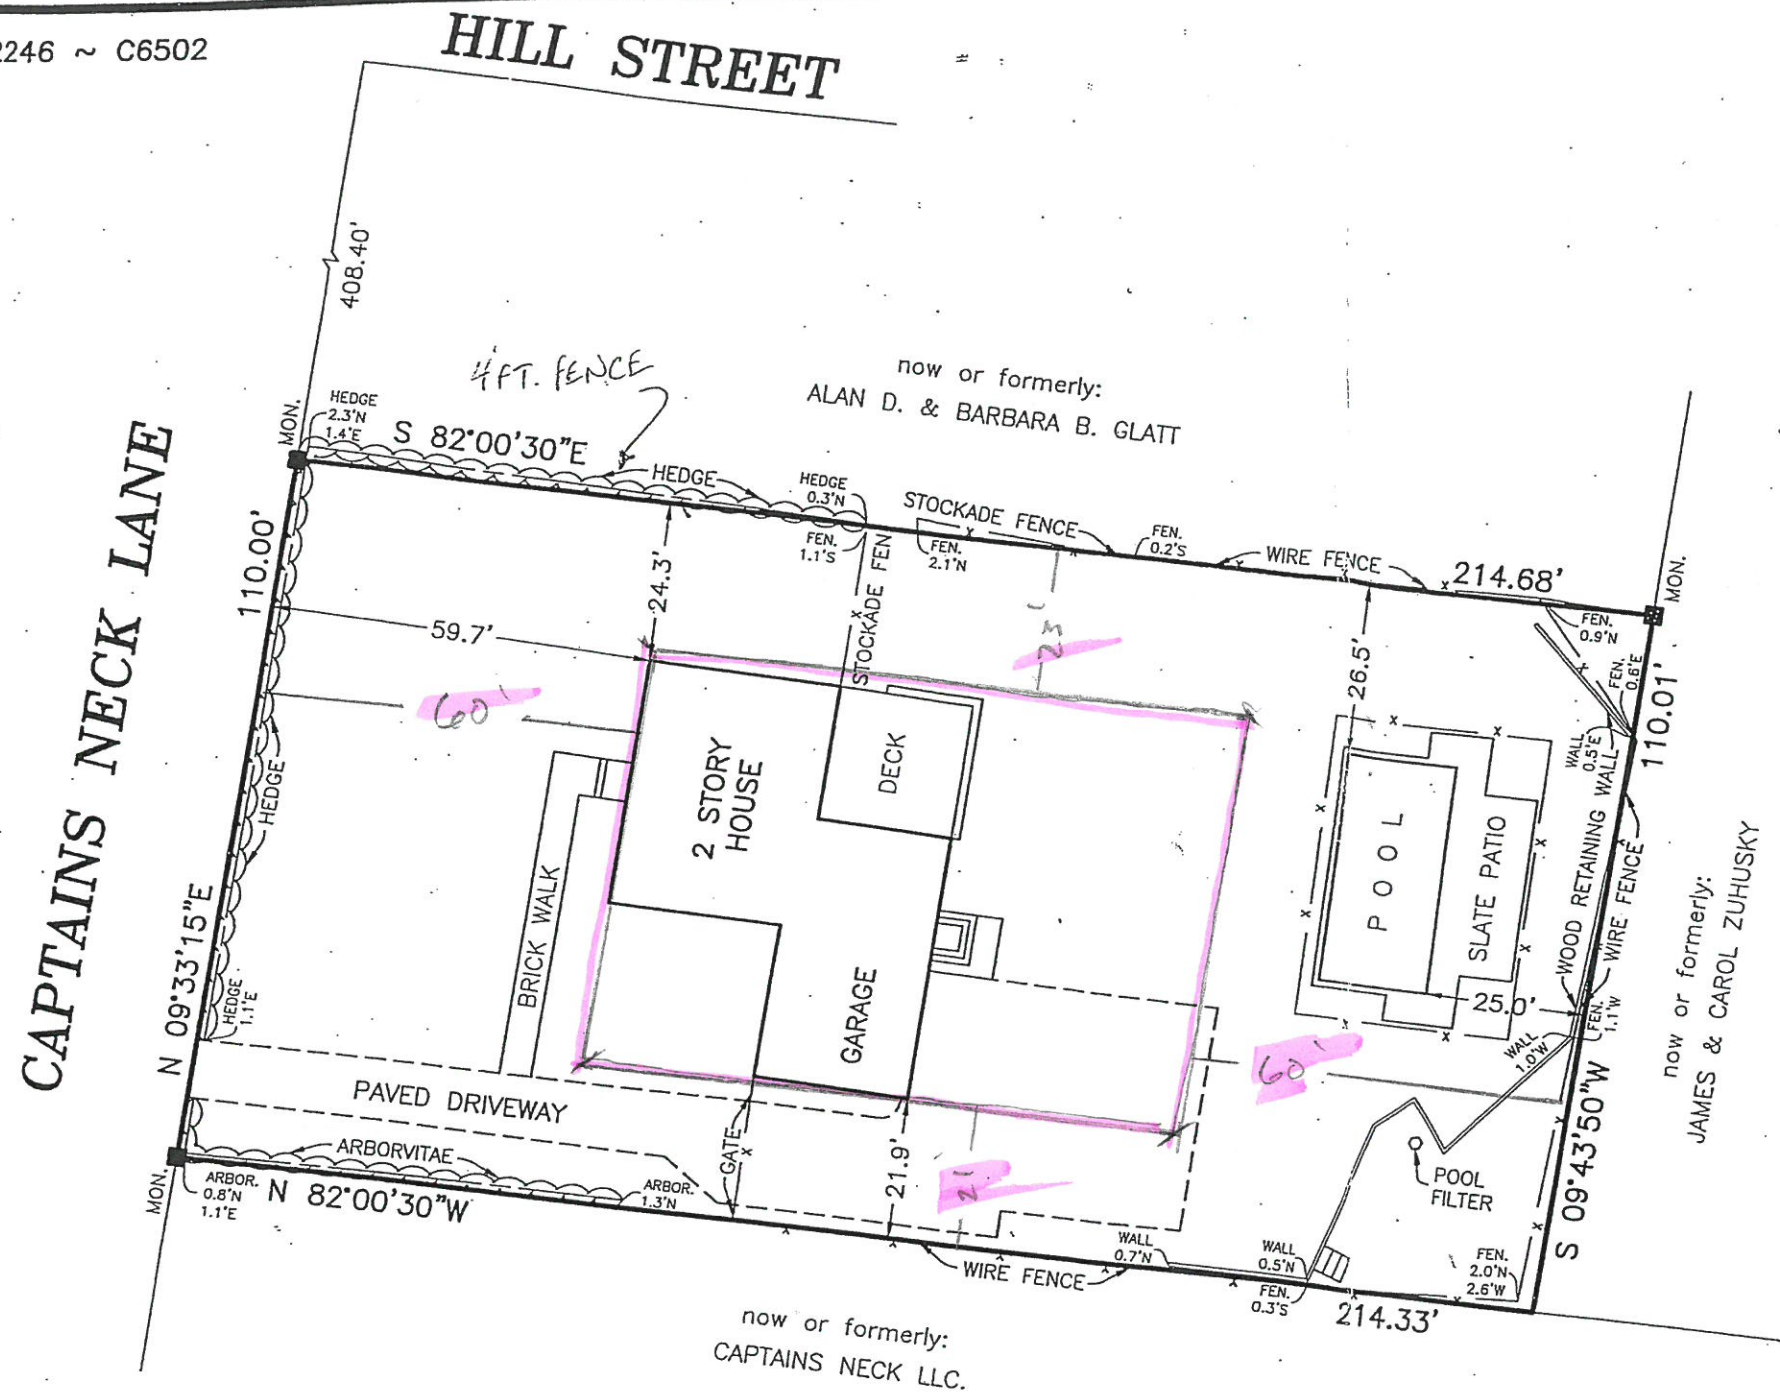 2246 ~ C6502
HILL STREET
408.40'
4 FT. FENCE
now or formerly:
ALAN D. & BARBARA B. GLATT
MON.
HEDGE
2.3'N
1.4'E
S 82°00'30"E
HEDGE
HEDGE
0.3'N
STOCKADE FENCE
FEN.
0.2'S
WIRE FENCE
214.68'
MON.
FEN.
1.1'S
FEN.
2.1'N
STOCKADE FEN
FEN.
0.9'N
FEN.
0.6'E
CAPTAINS NECK LANE
110.00'
24.3'
59.7'
23'
26.5'
60'
110.01'
WALL
0.5'E
HEDGE
2 STORY
HOUSE
DECK
POOL
SLATE PATIO
WOOD RETAINING WALL
WIRE FENCE
now or formerly:
JAMES & CAROL ZUHUSKY
BRICK WALK
GARAGE
N 09°33'15"E
HEDGE
1.1'E
25.0'
FEN.
1.1'W
WALL
1.0'W
60'
S 09°43'50"W
PAVED DRIVEWAY
ARBORVITAE
GATE
21.9'
21'
POOL
FILTER
MON.
ARBOR.
0.8'N
1.1'E
N 82°00'30"W
ARBOR.
1.3'N
WIRE FENCE
WALL
0.7'N
WALL
0.5'N
FEN.
0.3'S
FEN.
2.0'N
2.6'W
214.33'
now or formerly:
CAPTAINS NECK LLC.